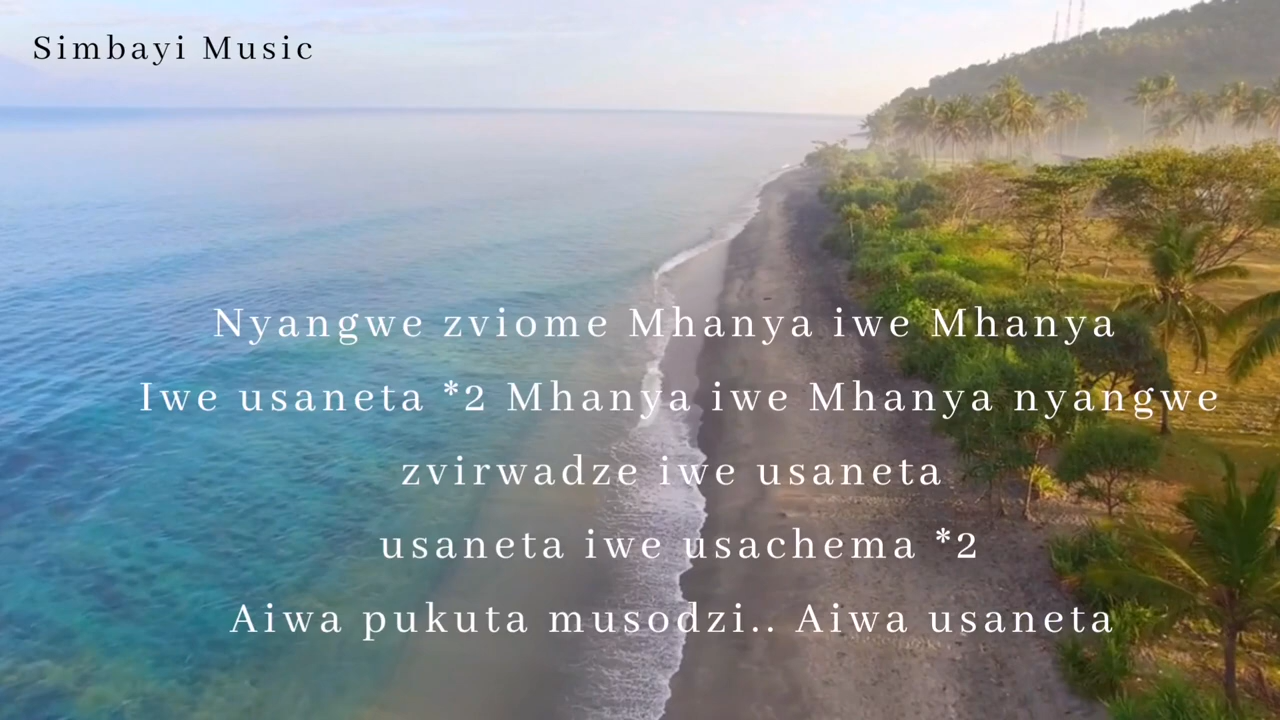 Simbayi Music
Nyangwe zviome Mhanya iwe Mhanya
Iwe usaneta *2 Mhanya iwe Mhanya nyangwe
zvirwadze iwe usaneta
usaneta iwe usachema *2
Aiwa pukuta musodzi.. Aiwa usaneta